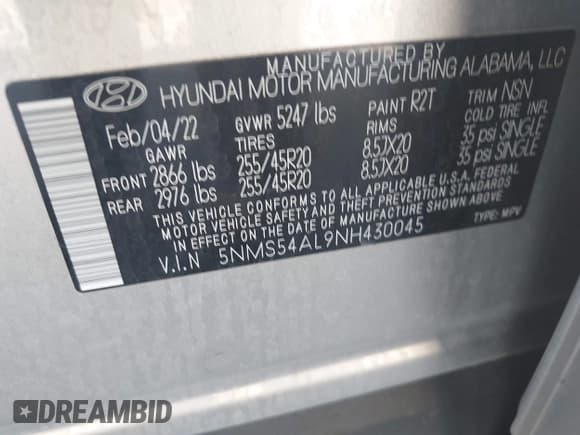 MANUFACTURED BY
HYUNDAI MOTOR MANUFACTURING ALABAMA, LLC
Feb/04/22 GVWR 5247 lbs PAINT R2T TRIM NSN
GAWR TIRES RIMS COLD TIRE INFL.
FRONT 2866 lbs 255/45R20 8.5JX20 35 psi SINGLE
REAR 2976 lbs 255/45R20 8.5JX20 35 psi SINGLE
THIS VEHICLE CONFORMS TO ALL APPLICABLE U.S.A. FEDERAL
MOTOR VEHICLE SAFETY AND THEFT PREVENTION STANDARDS
IN EFFECT ON THE DATE OF MANUFACTURE SHOWN ABOVE.
V.I.N 5NMS54AL9NH430045 TYPE: MPV
DREAMBID